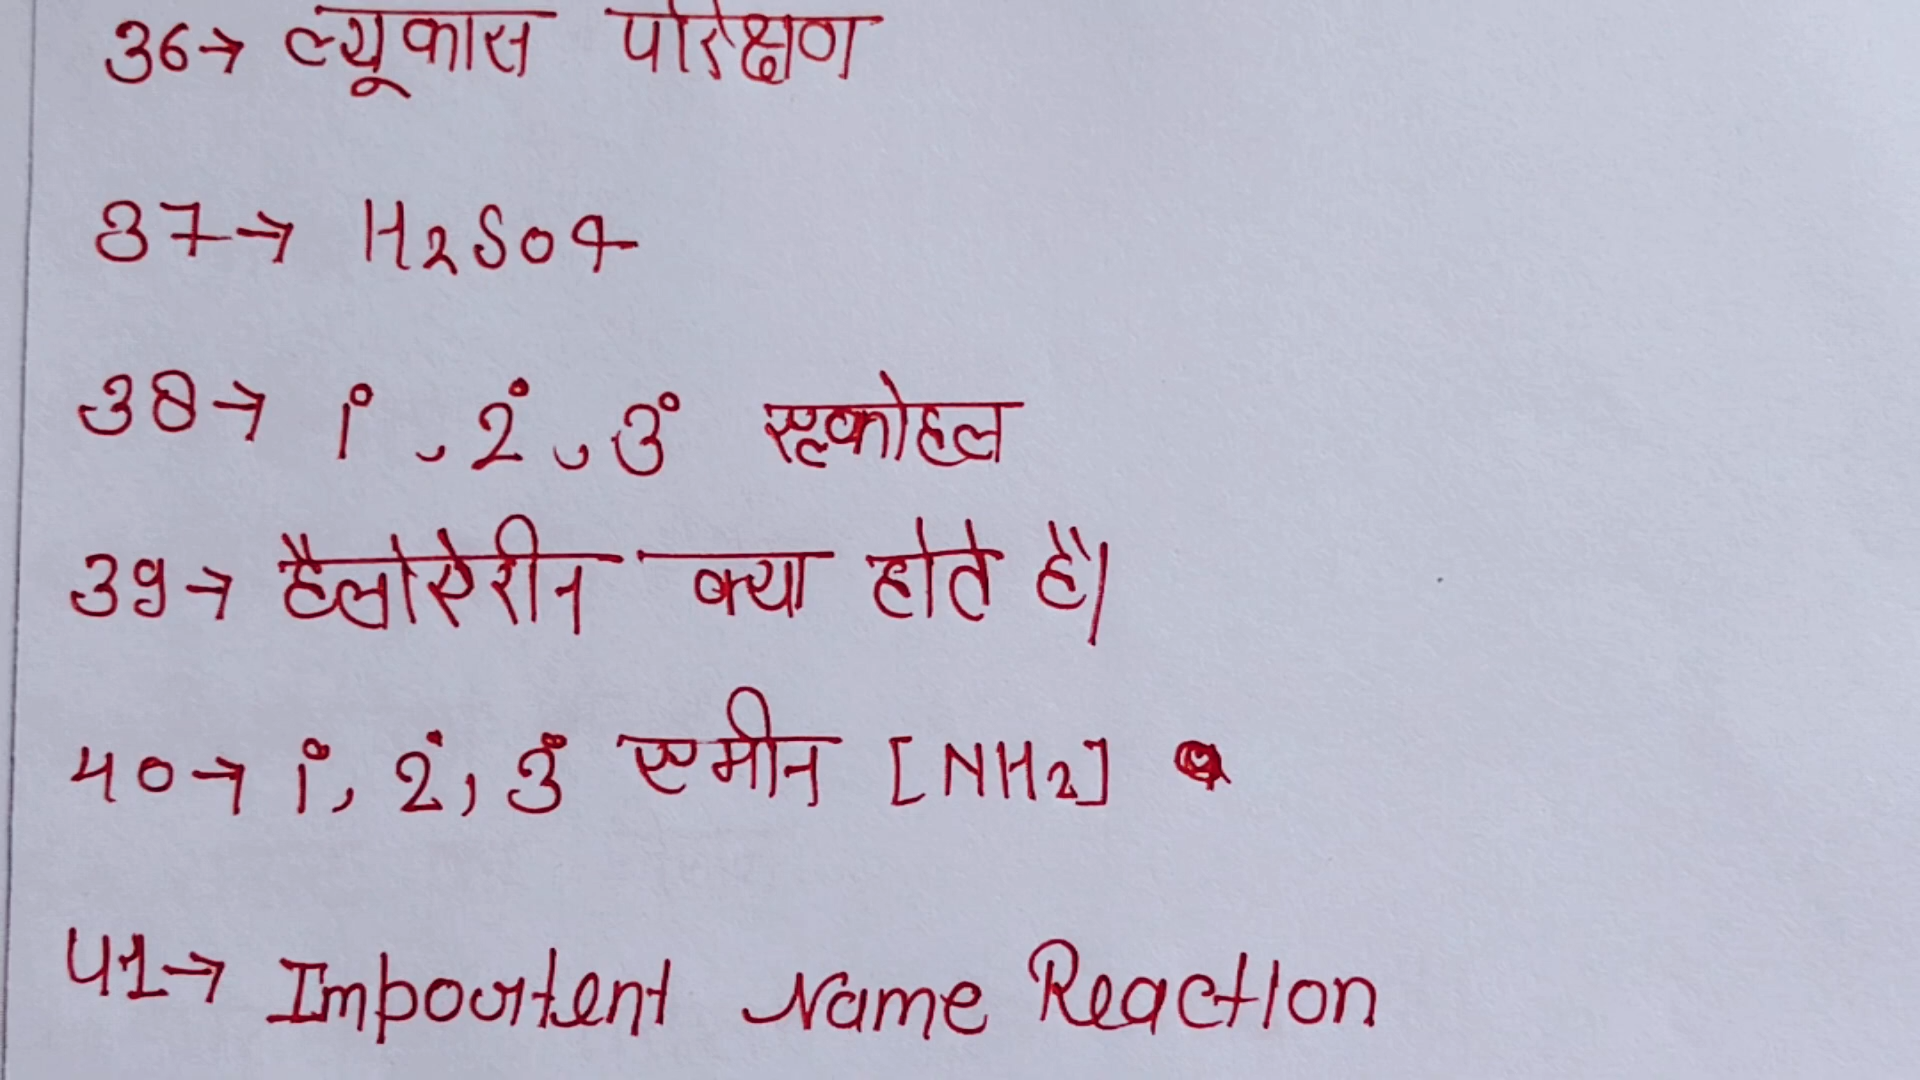 36→ ल्यूकास परिक्षण
37→ H2SO4
38→ 1°, 2°, 3° एल्कोहल
39→ हैलोऐरीन क्या होते है।
40→ 1°, 2°, 3° एमीन [NH2]
41→ Impourtent Name Reaction